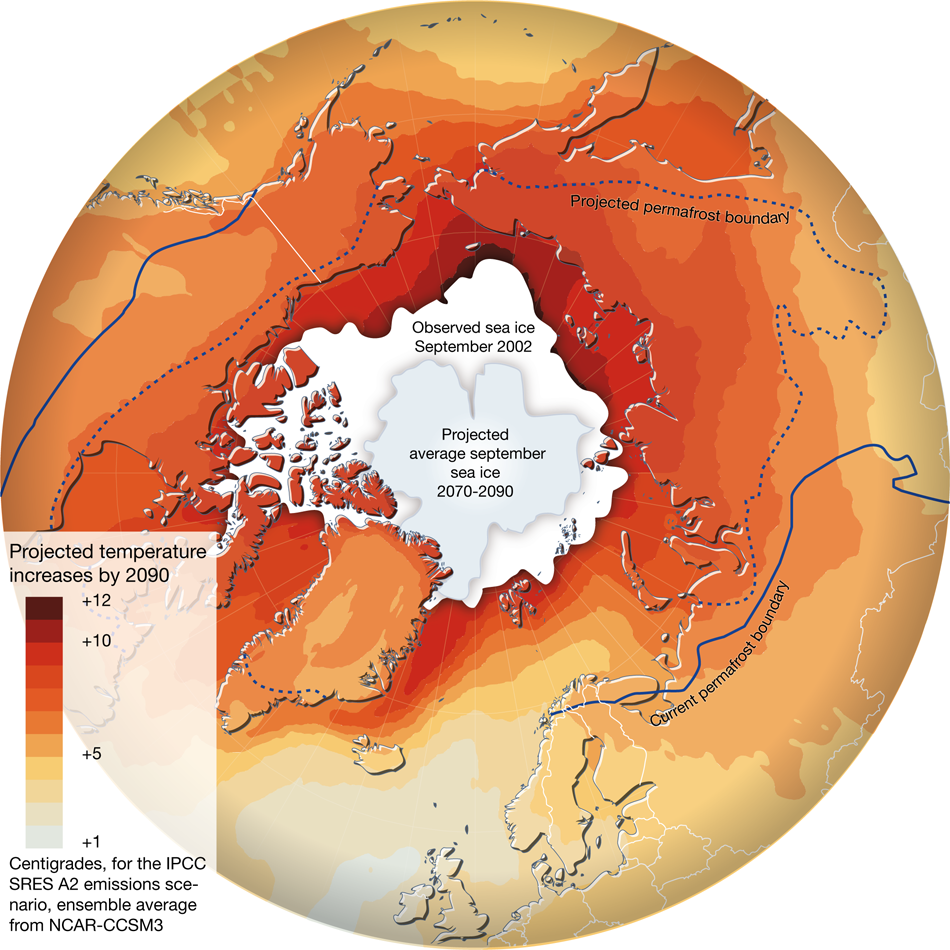 Projected permafrost boundary
Observed sea ice
September 2002
Projected
average september
sea ice
2070-2090
Current permafrost boundary
Projected temperature
increases by 2090
+12
+10
+5
+1
Centigrades, for the IPCC
SRES A2 emissions sce-
nario, ensemble average
from NCAR-CCSM3